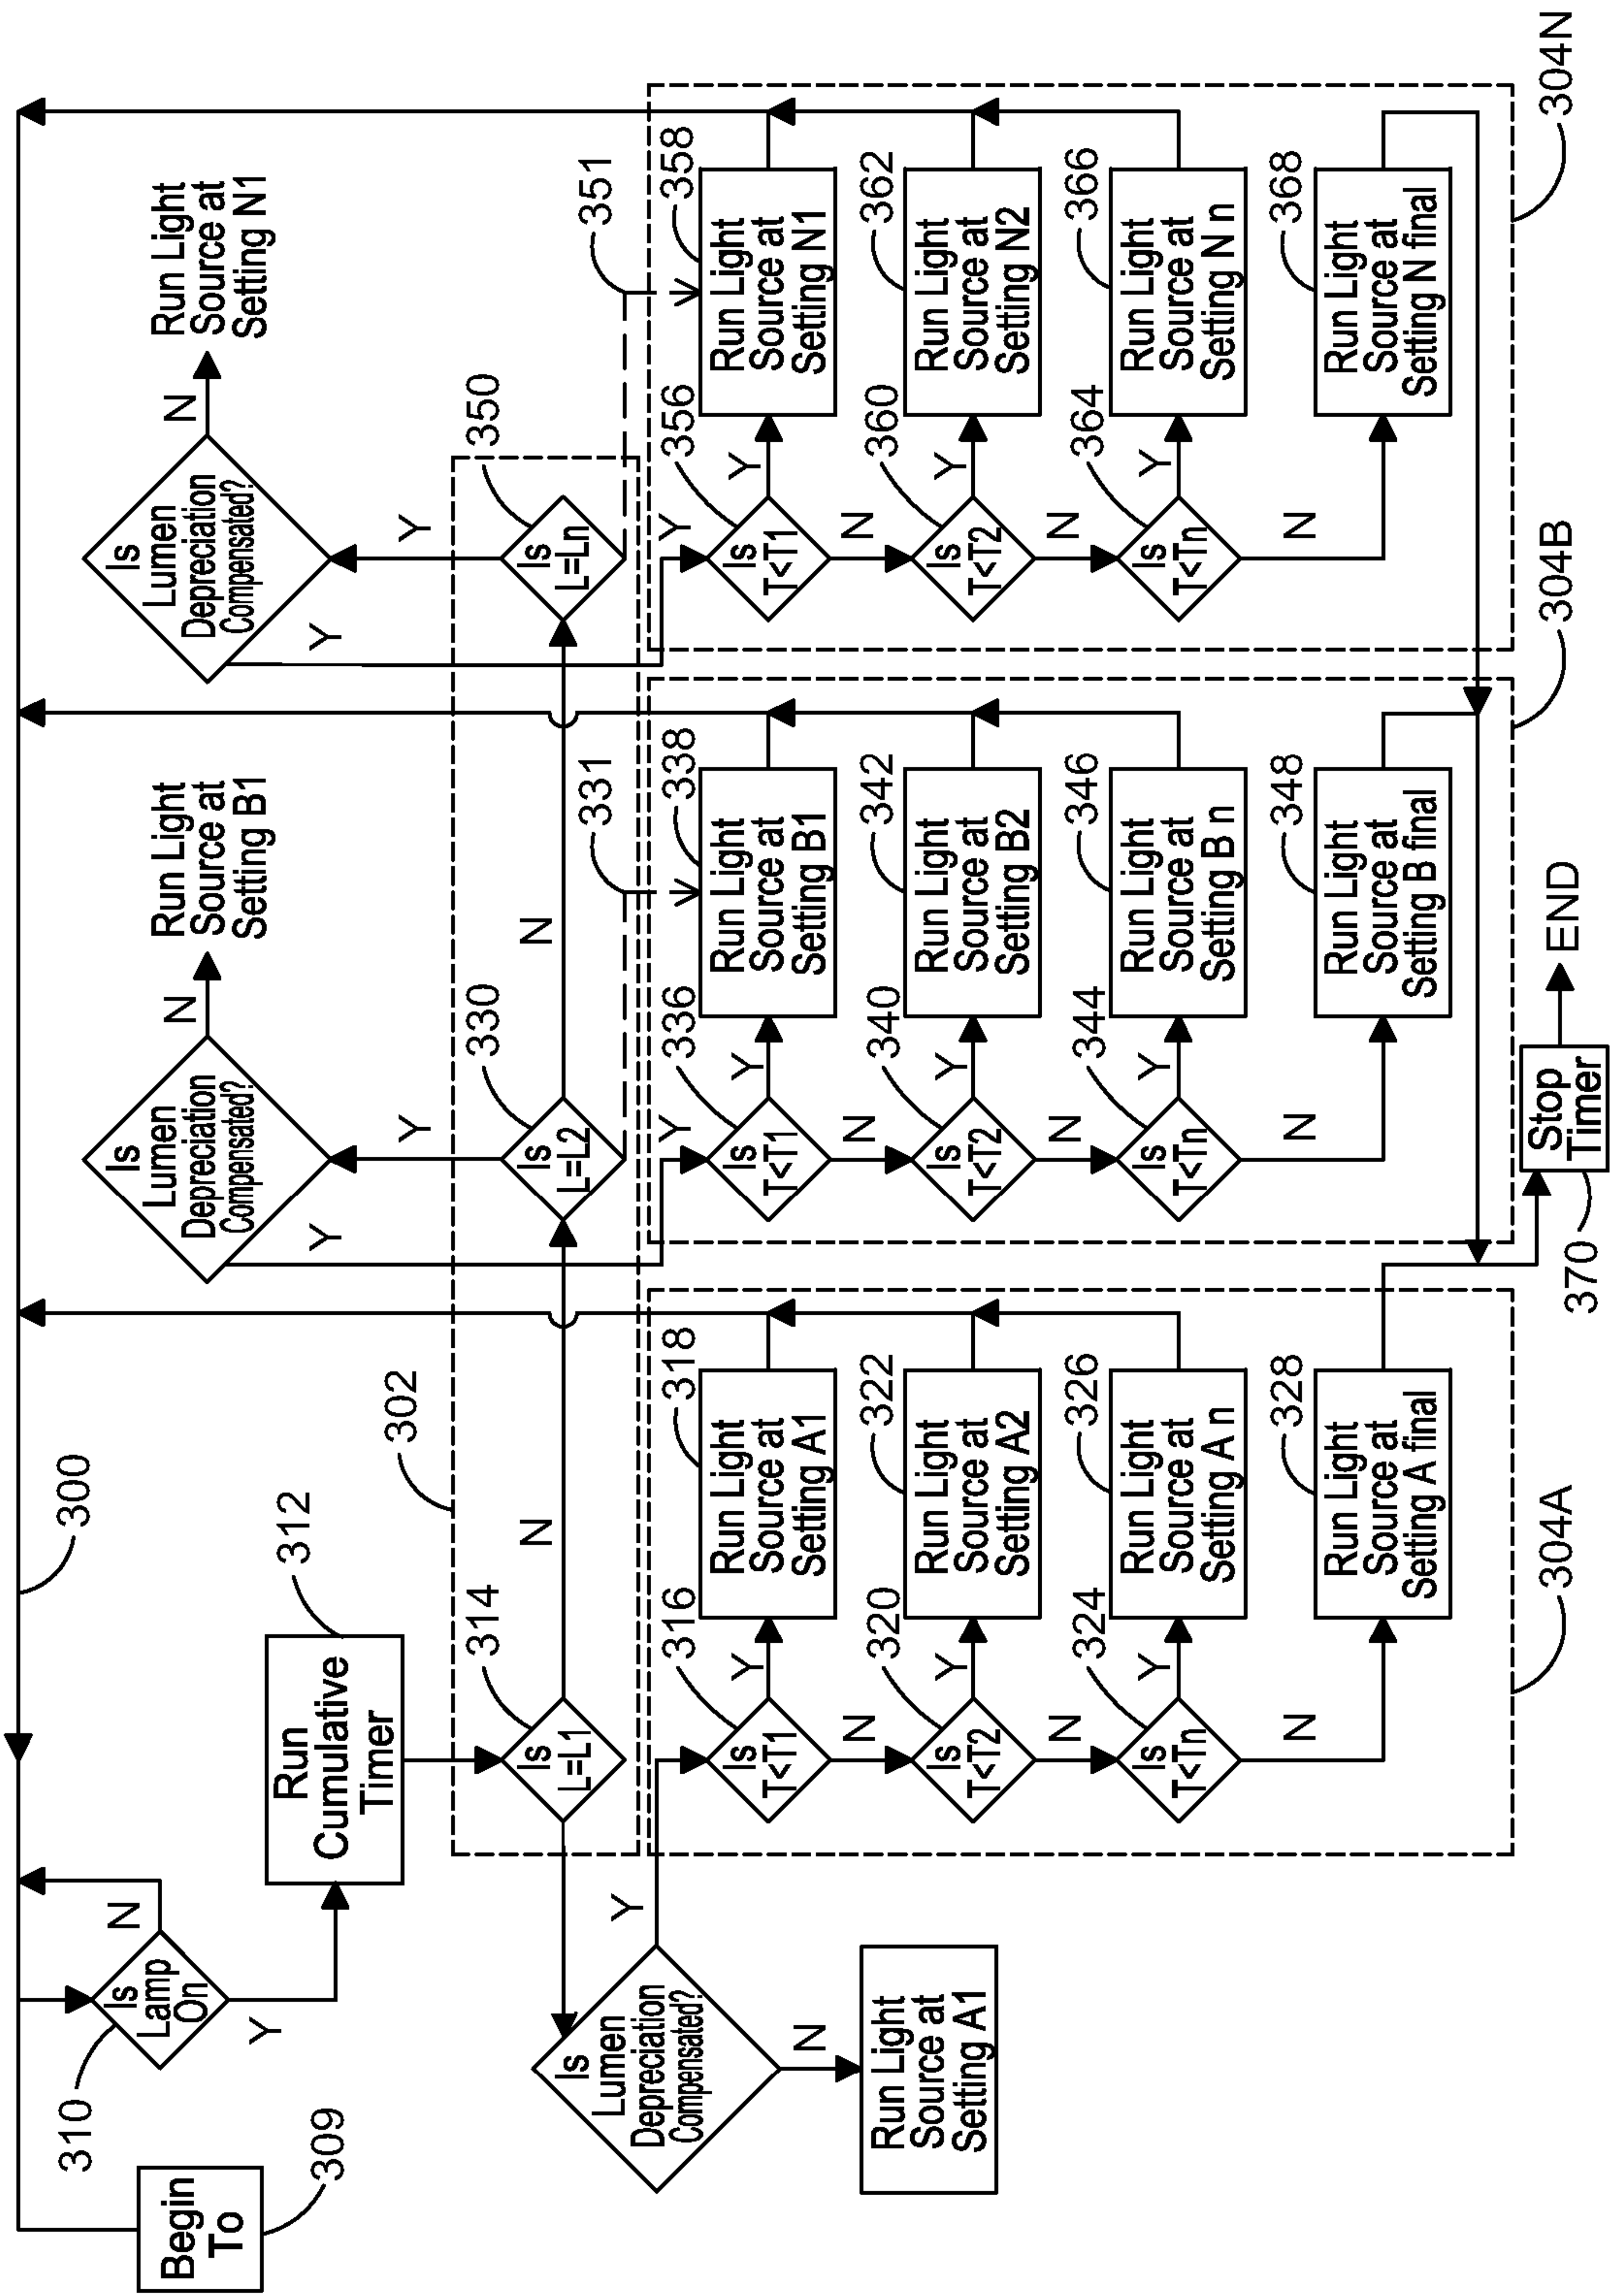 Begin
To
309
310
Is
Lamp
On
N
Y
300
Run
Cumulative
Timer
312
302
Is
L=L1
314
N
Is
L=L2
330
N
Is
L=Ln
350
Is
Lumen
Depreciation
Compensated?
Y
N
Run Light
Source at
Setting A1
Y
Is
Lumen
Depreciation
Compensated?
Y
N
Run Light
Source at
Setting B1
331
Y
Is
Lumen
Depreciation
Compensated?
Y
N
Run Light
Source at
Setting N1
351
Is
T<T1
316
Y
Run Light
Source at
Setting A1
318
N
Is
T<T2
320
Y
Run Light
Source at
Setting A2
322
N
Is
T<Tn
324
Y
Run Light
Source at
Setting A n
326
N
Run Light
Source at
Setting A final
328
304A
Y
Is
T<T1
336
Y
Run Light
Source at
Setting B1
338
N
Is
T<T2
340
Y
Run Light
Source at
Setting B2
342
N
Is
T<Tn
344
Y
Run Light
Source at
Setting B n
346
N
Run Light
Source at
Setting B final
348
304B
Y
Is
T<T1
356
Y
Run Light
Source at
Setting N1
358
N
Is
T<T2
360
Y
Run Light
Source at
Setting N2
362
N
Is
T<Tn
364
Y
Run Light
Source at
Setting N n
366
N
Run Light
Source at
Setting N final
368
304N
370
Stop
Timer
END